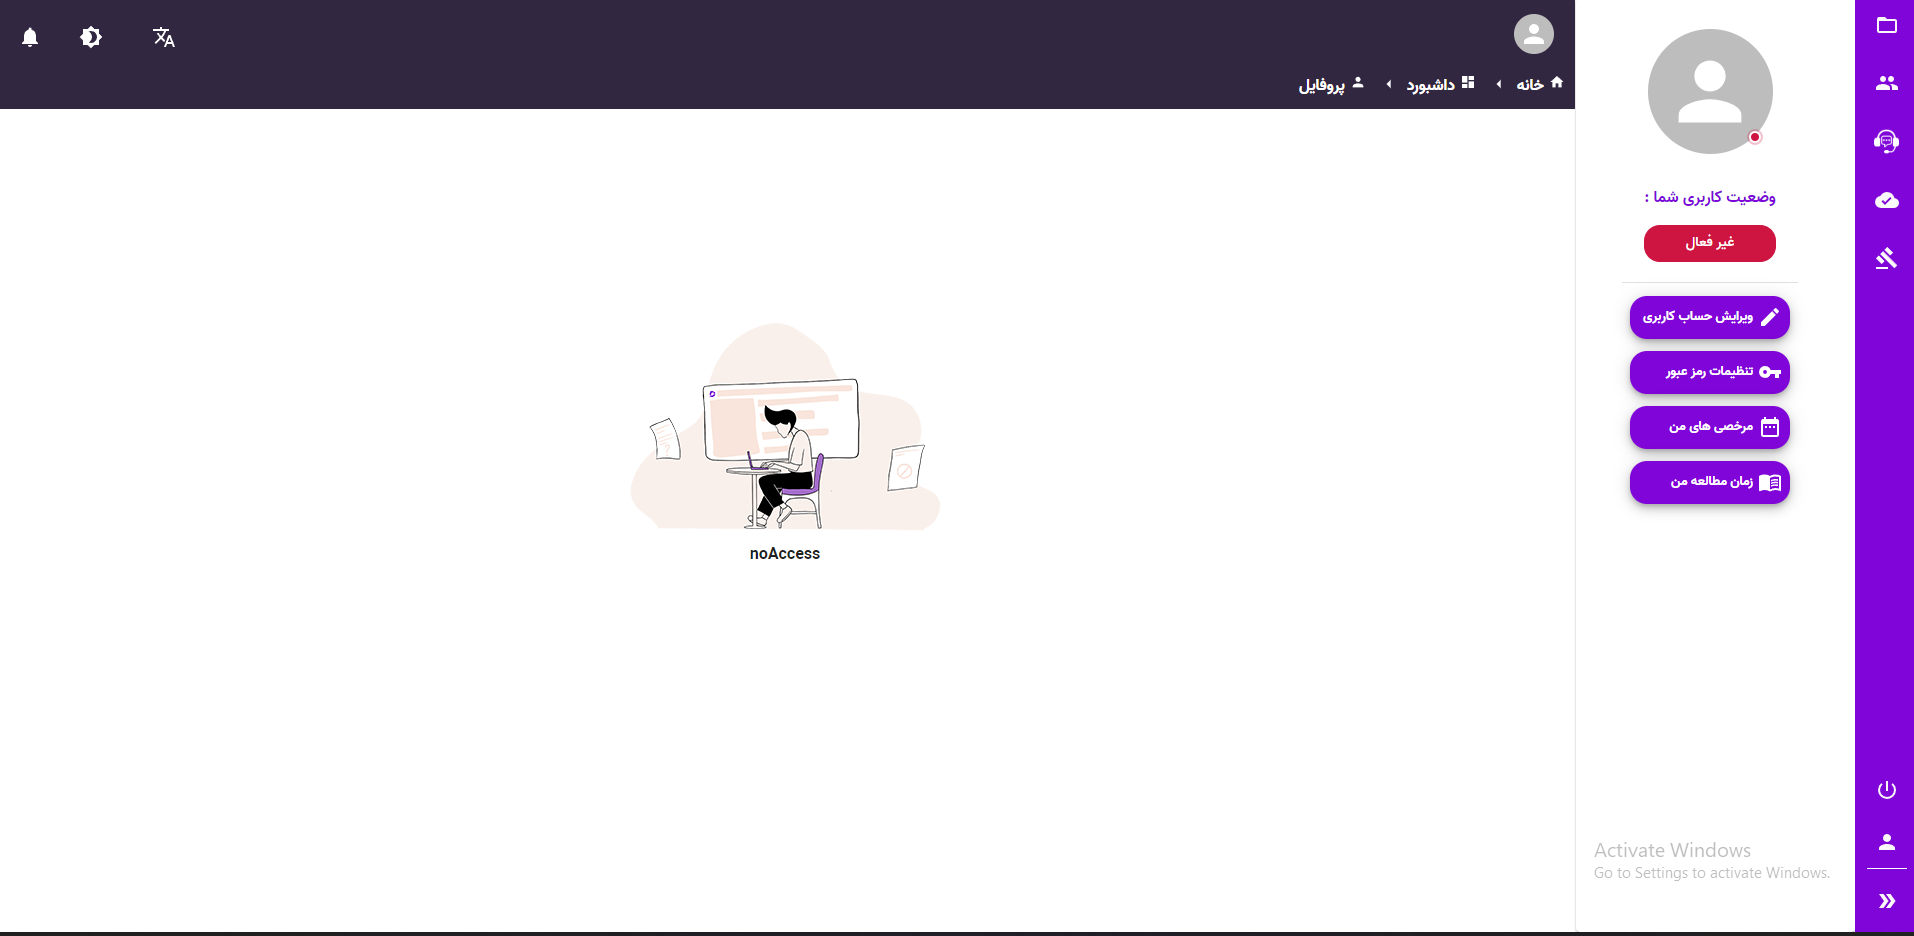 خانه
داشبورد
پروفایل
وضعیت کاربری شما :
غیر فعال
ویرایش حساب کاربری
تنظیمات رمز عبور
مرخصی های من
زمان مطالعه من
noAccess
Activate Windows
Go to Settings to activate Windows.